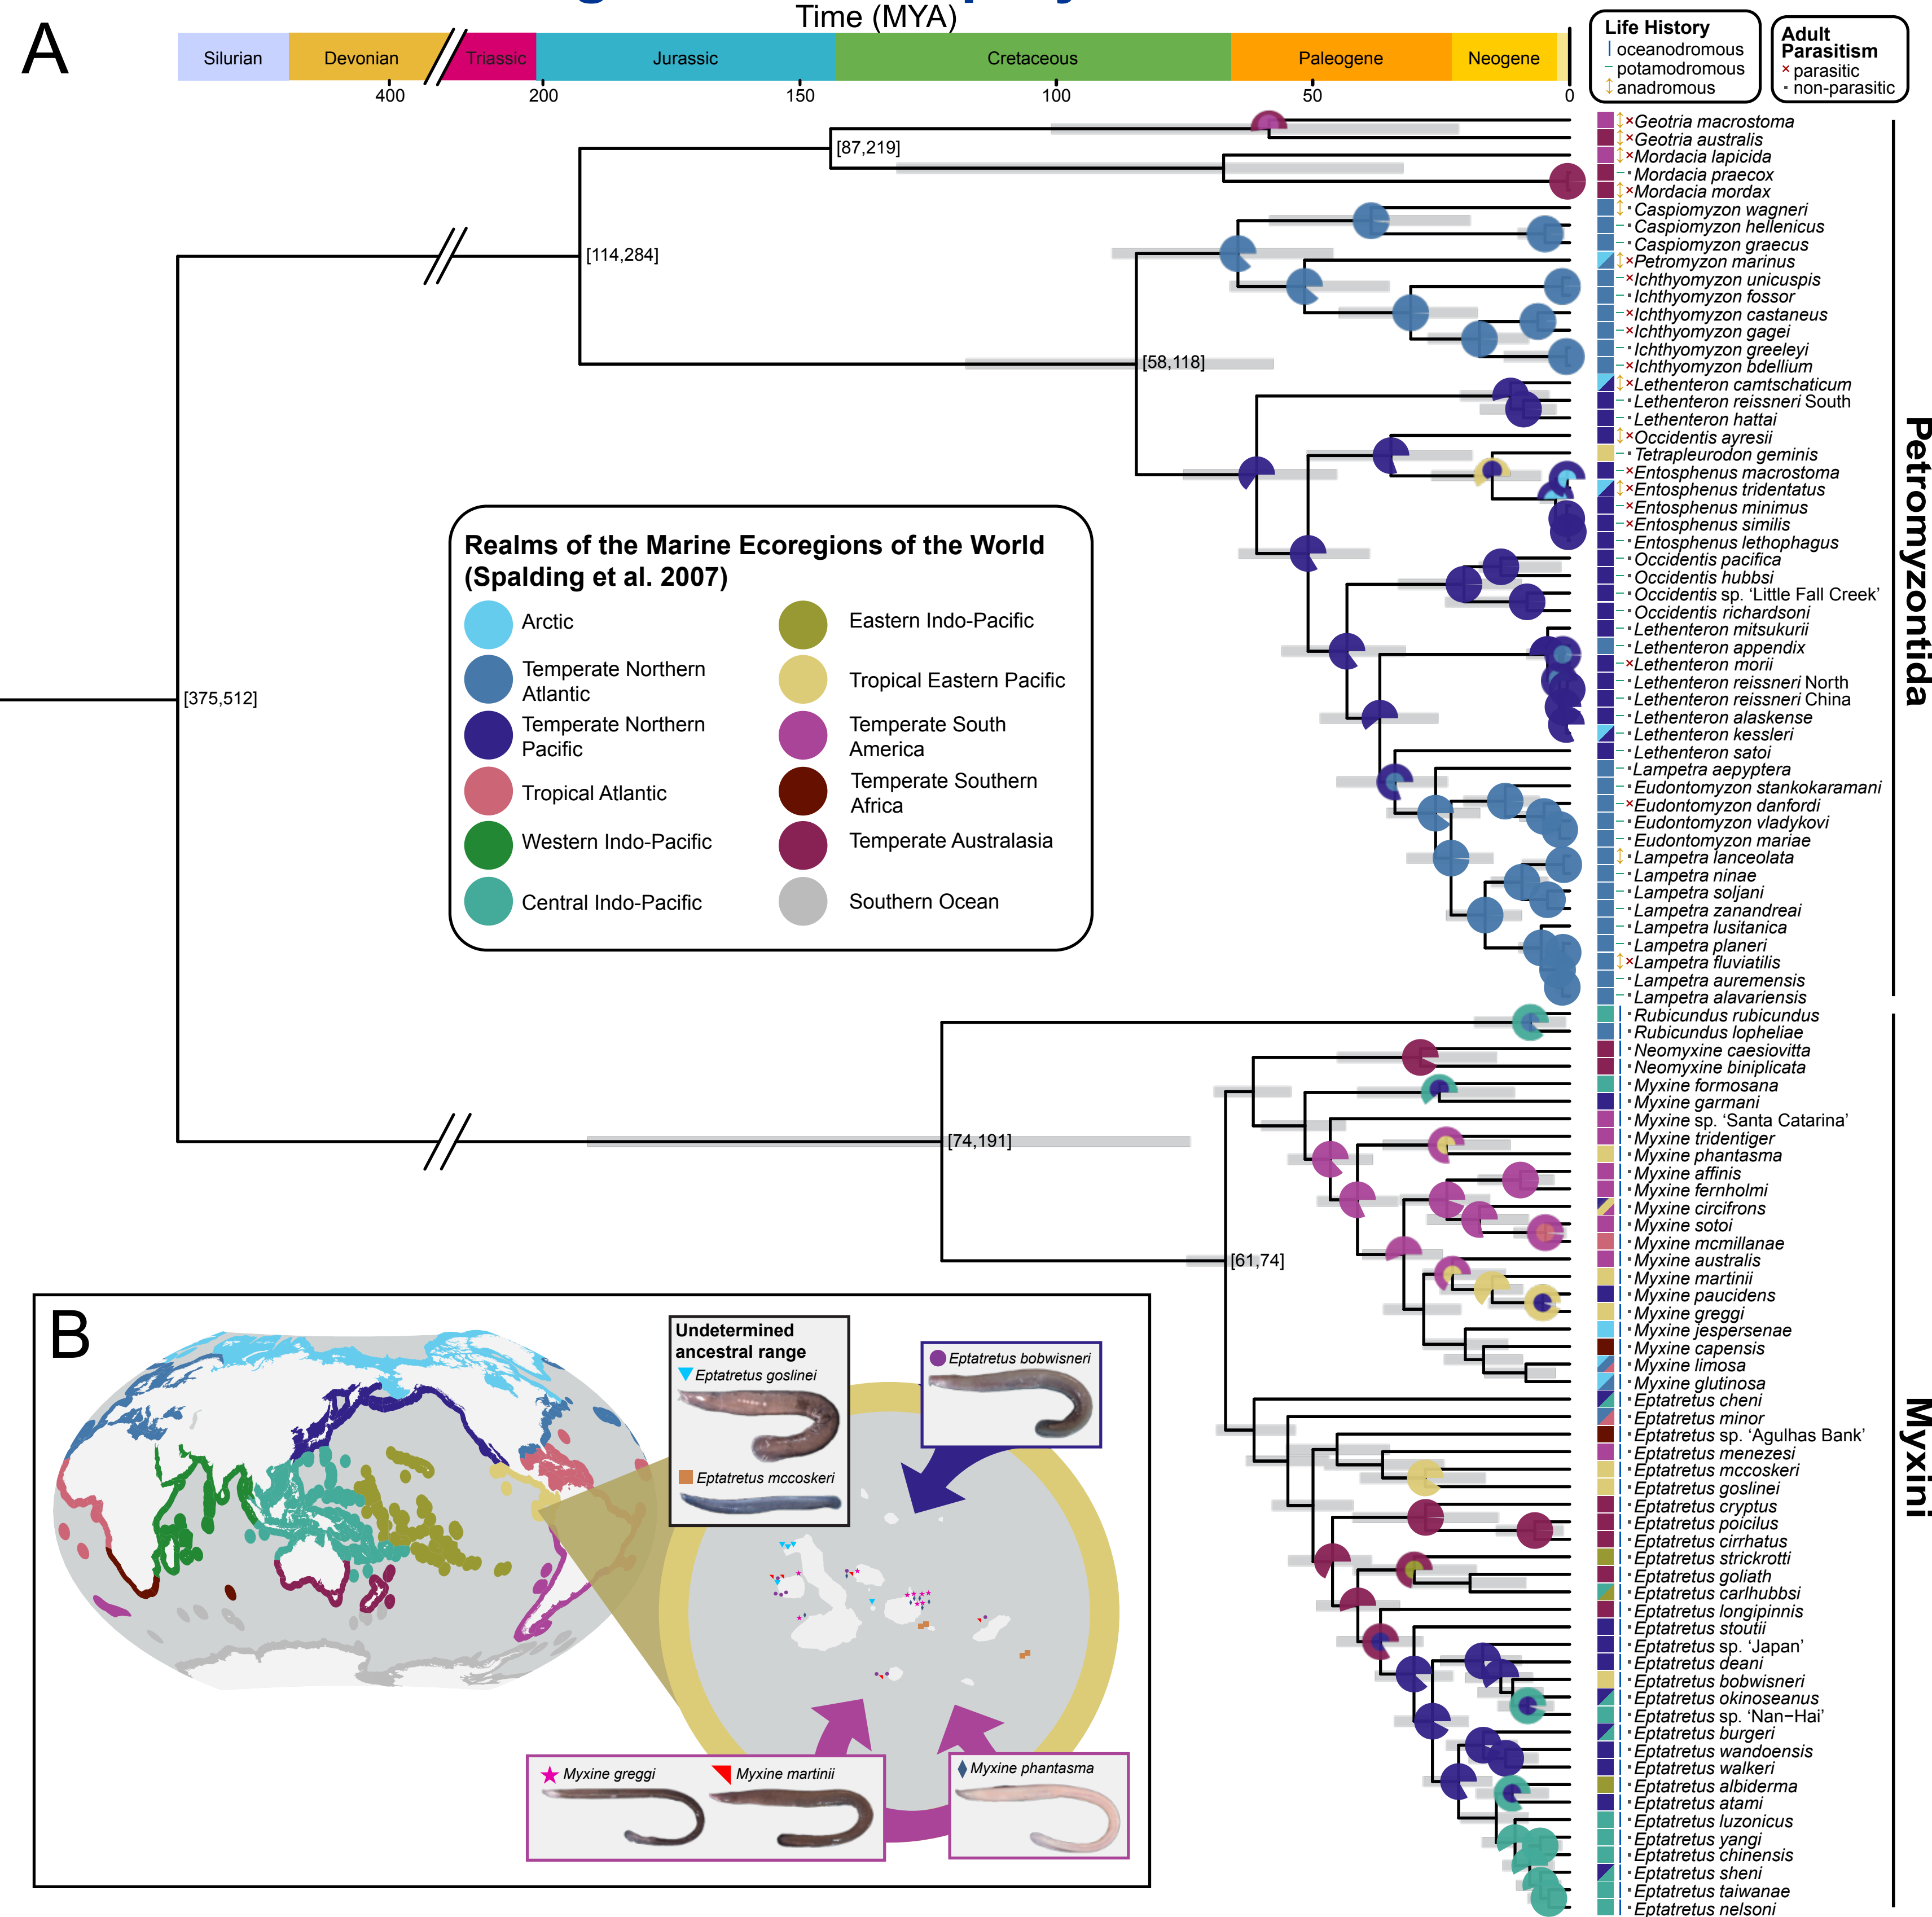 Time (MYA)
A
Silurian
Devonian
Triassic
Jurassic
Cretaceous
Paleogene
Neogene
400
200
150
100
50
0
Life History
oceanodromous
potamodromous
anadromous
Adult
Parasitism
parasitic
non-parasitic
[87,219]
[114,284]
[58,118]
[375,512]
[74,191]
[61,74]
Geotria macrostoma
Geotria australis
Mordacia lapicida
Mordacia praecox
Mordacia mordax
Caspiomyzon wagneri
Caspiomyzon hellenicus
Caspiomyzon graecus
Petromyzon marinus
Ichthyomyzon unicuspis
Ichthyomyzon fossor
Ichthyomyzon castaneus
Ichthyomyzon gagei
Ichthyomyzon greeleyi
Ichthyomyzon bdellium
Lethenteron camtschaticum
Lethenteron reissneri South
Lethenteron hattai
Occidentis ayresii
Tetrapleurodon geminis
Entosphenus macrostoma
Entosphenus tridentatus
Entosphenus minimus
Entosphenus similis
Entosphenus lethophagus
Occidentis pacifica
Occidentis hubbsi
Occidentis sp. ‘Little Fall Creek’
Occidentis richardsoni
Lethenteron mitsukurii
Lethenteron appendix
Lethenteron morii
Lethenteron reissneri North
Lethenteron reissneri China
Lethenteron alaskense
Lethenteron kessleri
Lethenteron satoi
Lampetra aepyptera
Eudontomyzon stankokaramani
Eudontomyzon danfordi
Eudontomyzon vladykovi
Eudontomyzon mariae
Lampetra lanceolata
Lampetra ninae
Lampetra soljani
Lampetra zanandreai
Lampetra lusitanica
Lampetra planeri
Lampetra fluviatilis
Lampetra auremensis
Lampetra alavariensis
Rubicundus rubicundus
Rubicundus lopheliae
Neomyxine caesiovitta
Neomyxine biniplicata
Myxine formosana
Myxine garmani
Myxine sp. ‘Santa Catarina’
Myxine tridentiger
Myxine phantasma
Myxine affinis
Myxine fernholmi
Myxine circifrons
Myxine sotoi
Myxine mcmillanae
Myxine australis
Myxine martinii
Myxine paucidens
Myxine greggi
Myxine jespersenae
Myxine capensis
Myxine limosa
Myxine glutinosa
Eptatretus cheni
Eptatretus minor
Eptatretus sp. ‘Agulhas Bank’
Eptatretus menezesi
Eptatretus mccoskeri
Eptatretus goslinei
Eptatretus cryptus
Eptatretus poicilus
Eptatretus cirrhatus
Eptatretus strickrotti
Eptatretus goliath
Eptatretus carlhubbsi
Eptatretus longipinnis
Eptatretus stoutii
Eptatretus sp. ‘Japan’
Eptatretus deani
Eptatretus bobwisneri
Eptatretus okinoseanus
Eptatretus sp. ‘Nan−Hai’
Eptatretus burgeri
Eptatretus wandoensis
Eptatretus walkeri
Eptatretus albiderma
Eptatretus atami
Eptatretus luzonicus
Eptatretus yangi
Eptatretus chinensis
Eptatretus sheni
Eptatretus taiwanae
Eptatretus nelsoni
Petromyzontida
Myxini
Realms of the Marine Ecoregions of the World
(Spalding et al. 2007)
Arctic
Temperate Northern
Atlantic
Temperate Northern
Pacific
Tropical Atlantic
Western Indo-Pacific
Central Indo-Pacific
Eastern Indo-Pacific
Tropical Eastern Pacific
Temperate South
America
Temperate Southern
Africa
Temperate Australasia
Southern Ocean
B
Undetermined
ancestral range
Eptatretus goslinei
Eptatretus mccoskeri
Eptatretus bobwisneri
Myxine greggi
Myxine martinii
Myxine phantasma